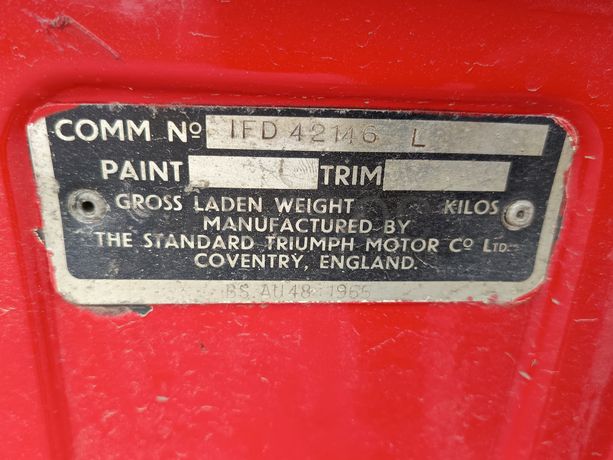 COMM Nº 1FD 42146 L
PAINT TRIM
GROSS LADEN WEIGHT KILOS
MANUFACTURED BY
THE STANDARD TRIUMPH MOTOR Cº LTD.
COVENTRY, ENGLAND.
BS. AU48 1965